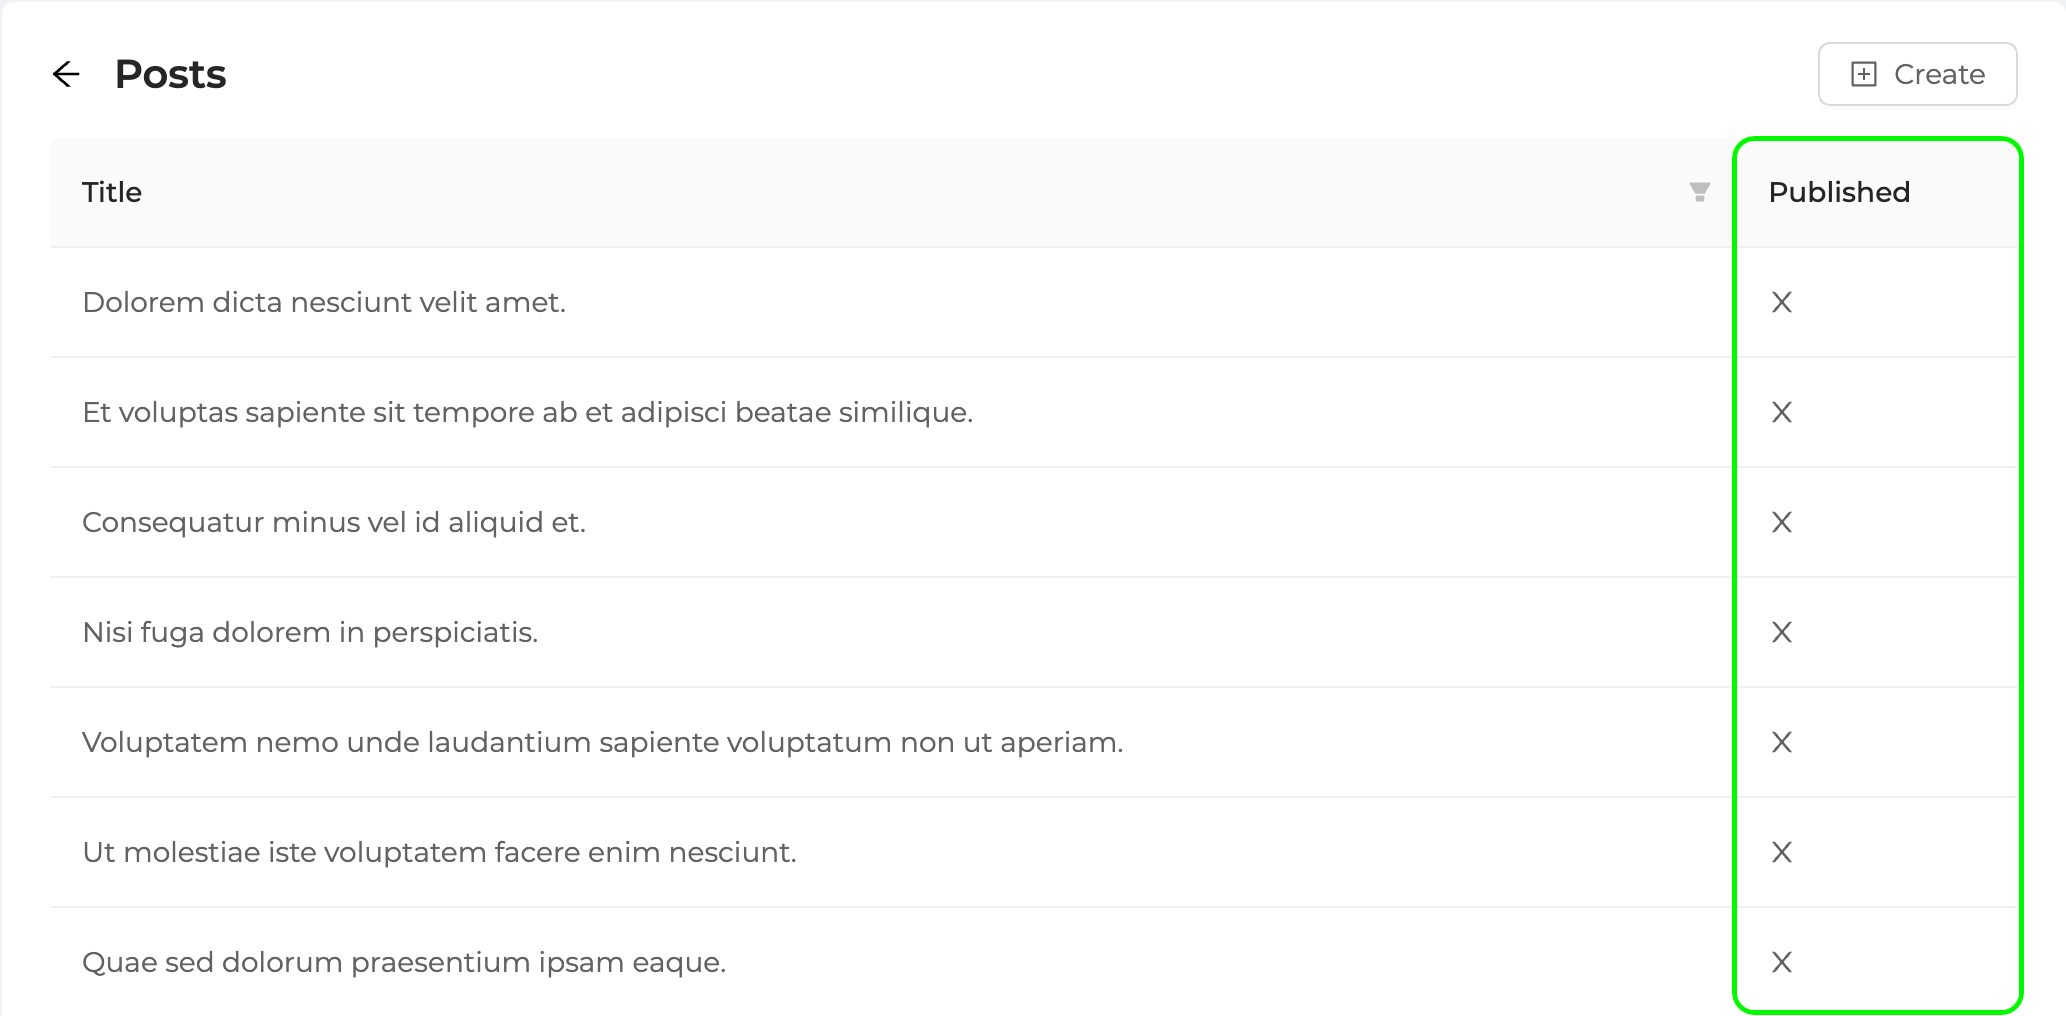 Posts
Create
Title Published
Dolorem dicta nesciunt velit amet. X
Et voluptas sapiente sit tempore ab et adipisci beatae similique. X
Consequatur minus vel id aliquid et. X
Nisi fuga dolorem in perspiciatis. X
Voluptatem nemo unde laudantium sapiente voluptatum non ut aperiam. X
Ut molestiae iste voluptatem facere enim nesciunt. X
Quae sed dolorum praesentium ipsam eaque. X